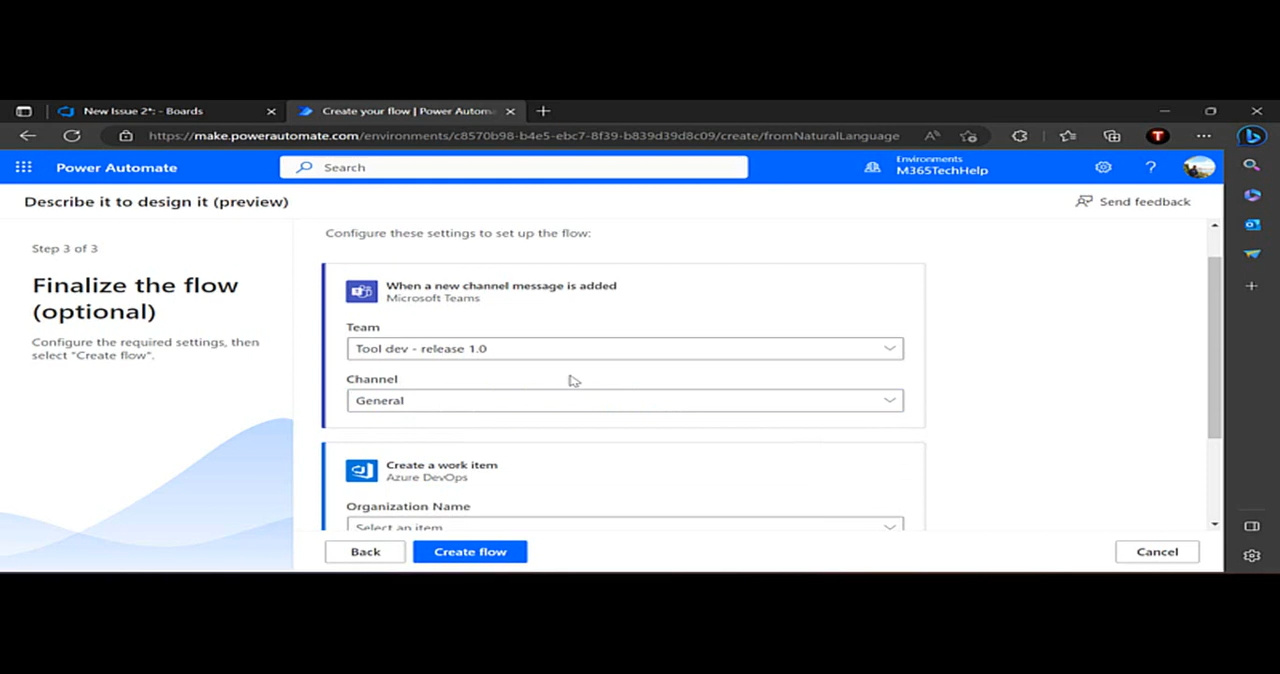 New Issue 2*: - Boards
Create your flow | Power Autom
https://make.powerautomate.com/environments/c8570b98-b4e5-ebc7-8f39-b839d39d8c09/create/fromNaturalLanguage
Power Automate
Search
Environments
M365TechHelp
Describe it to design it (preview)
Send feedback
Step 3 of 3
Finalize the flow
(optional)
Configure the required settings, then
select "Create flow".
Configure these settings to set up the flow:
When a new channel message is added
Microsoft Teams
Team
Tool dev - release 1.0
Channel
General
Create a work item
Azure DevOps
Organization Name
Select an item
Back
Create flow
Cancel